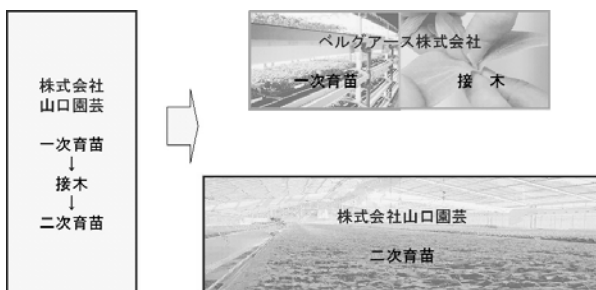 株式会社
山口園芸
一次育苗
↓
接木
↓
二次育苗
ベルグアース株式会社
一次育苗
接　木
株式会社山口園芸
二次育苗